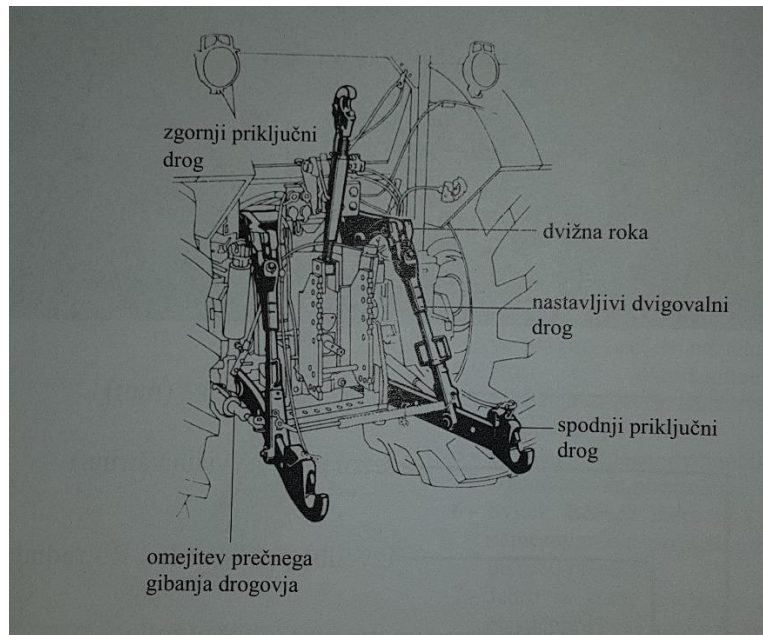 zgornji priključni
drog
dvižna roka
nastavljivi dvigovalni
drog
spodnji priključni
drog
omejitev prečnega
gibanja drogovja